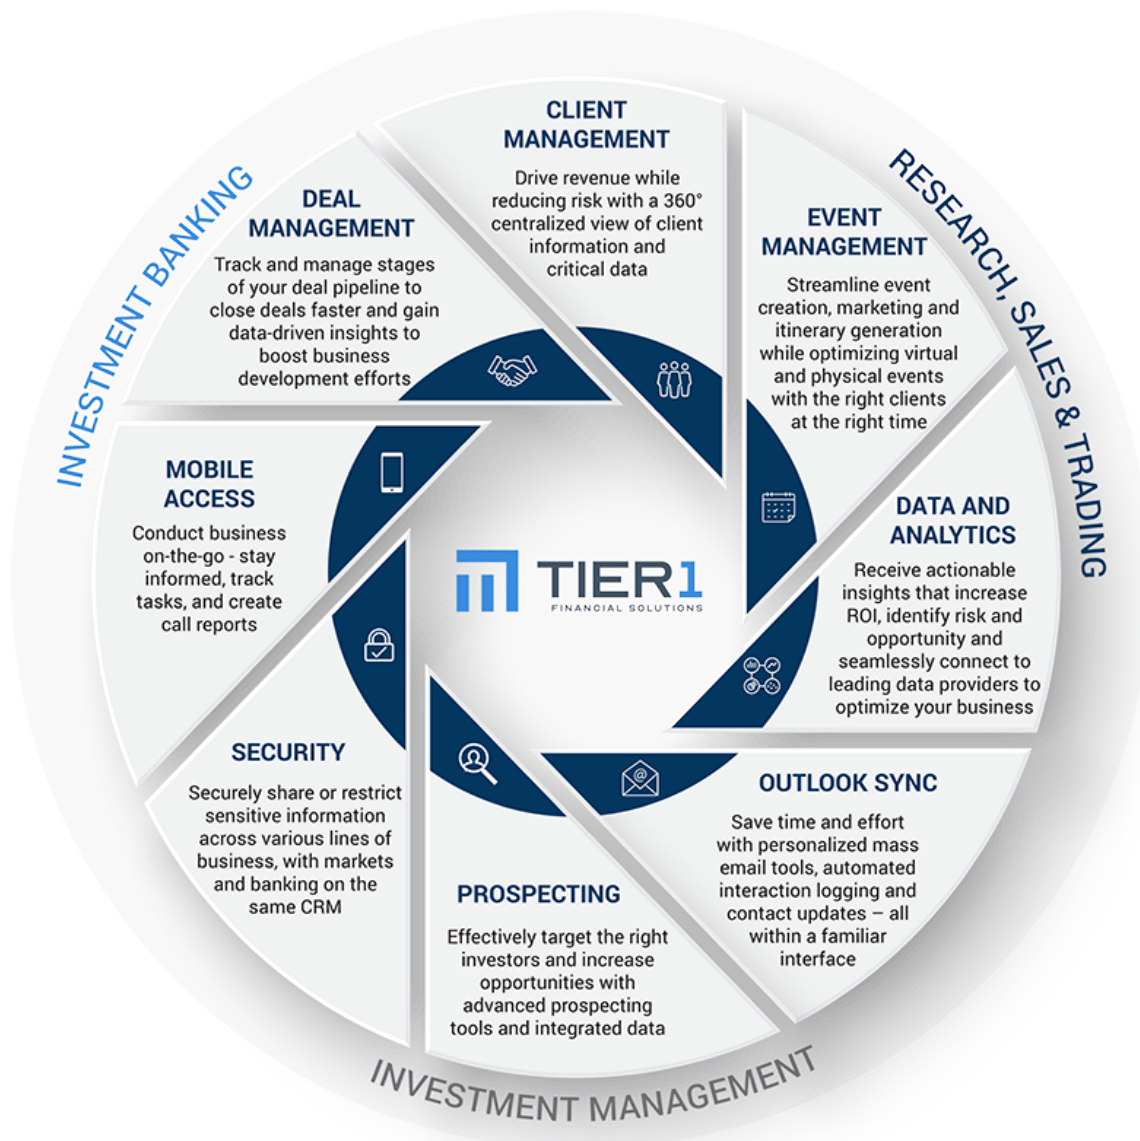 CLIENT
MANAGEMENT
Drive revenue while
reducing risk with a 360°
centralized view of client
information and
critical data
EVENT
MANAGEMENT
Streamline event
creation, marketing and
itinerary generation
while optimizing virtual
and physical events
with the right clients
at the right time
RESEARCH, SALES & TRADING
DATA AND
ANALYTICS
Receive actionable
insights that increase
ROI, identify risk and
opportunity and
seamlessly connect to
leading data providers to
optimize your business
OUTLOOK SYNC
Save time and effort
with personalized mass
email tools, automated
interaction logging and
contact updates – all
within a familiar
interface
PROSPECTING
Effectively target the right
investors and increase
opportunities with
advanced prospecting
tools and integrated data
INVESTMENT MANAGEMENT
SECURITY
Securely share or restrict
sensitive information
across various lines of
business, with markets
and banking on the
same CRM
MOBILE
ACCESS
Conduct business
on-the-go - stay
informed, track
tasks, and create
call reports
INVESTMENT BANKING
DEAL
MANAGEMENT
Track and manage stages
of your deal pipeline to
close deals faster and gain
data-driven insights to
boost business
development efforts
TIER1
FINANCIAL SOLUTIONS
@